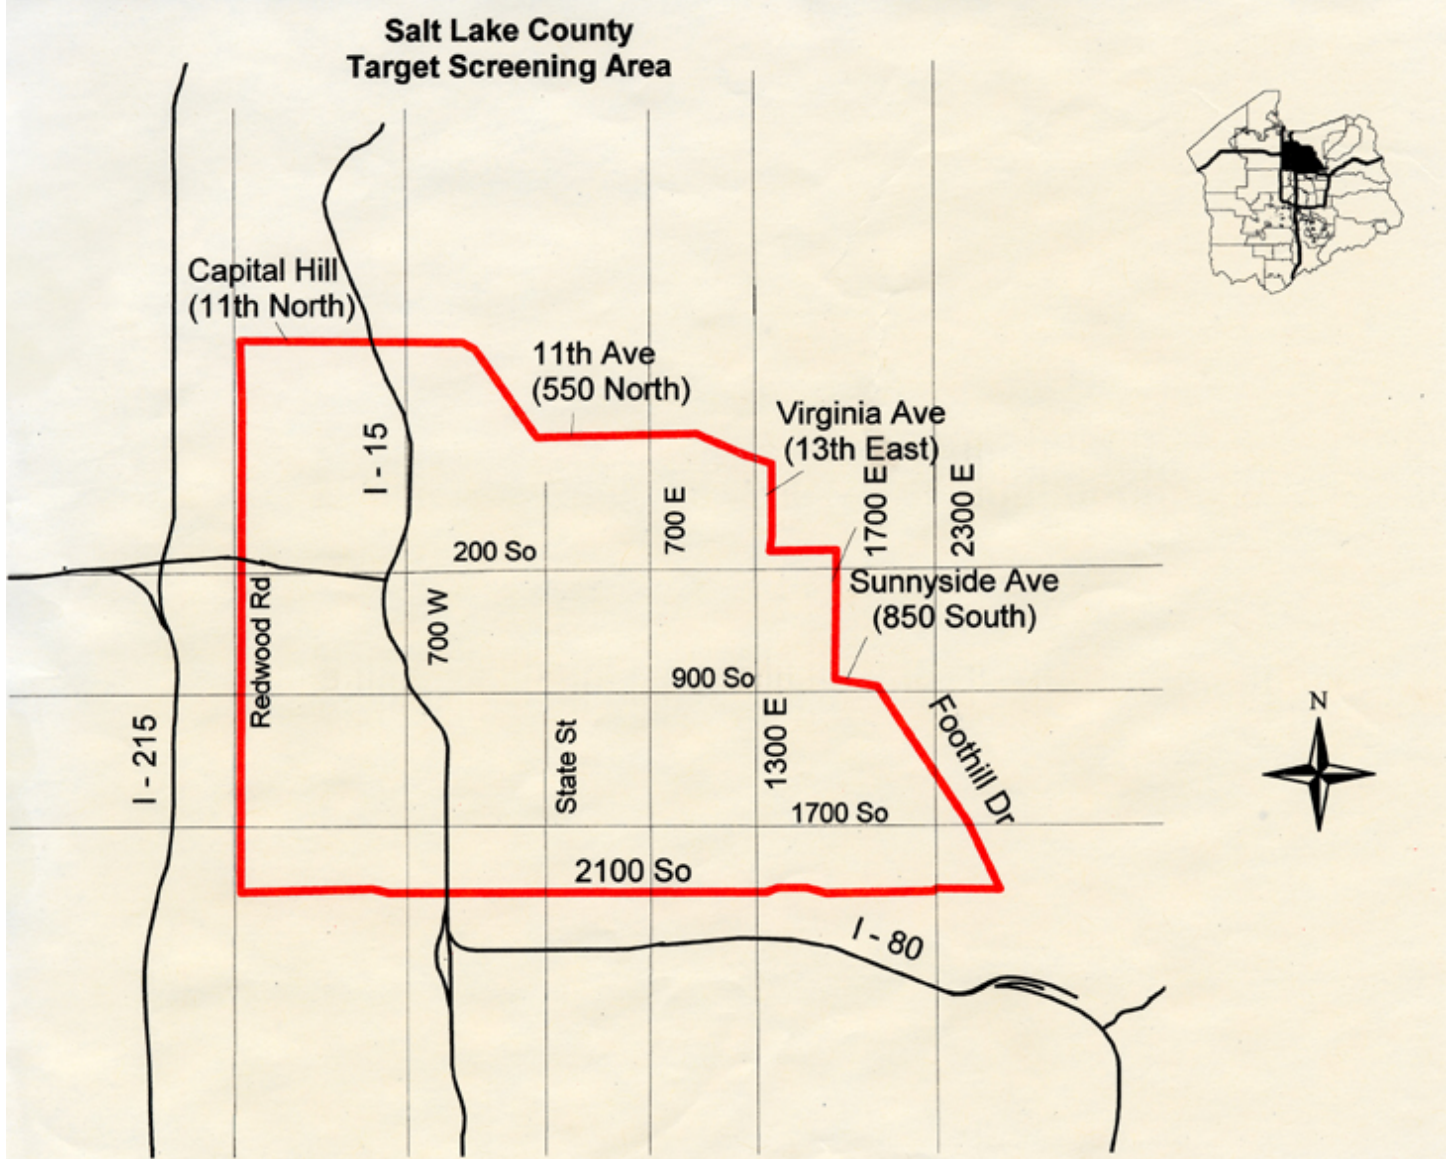 Salt Lake County
Target Screening Area
Capital Hill
(11th North)
11th Ave
(550 North)
Virginia Ave
(13th East)
I - 15
700 E
1700 E
2300 E
200 So
Sunnyside Ave
(850 South)
Redwood Rd
700 W
900 So
N
I - 215
State St
1300 E
Foothill Dr
1700 So
2100 So
I - 80